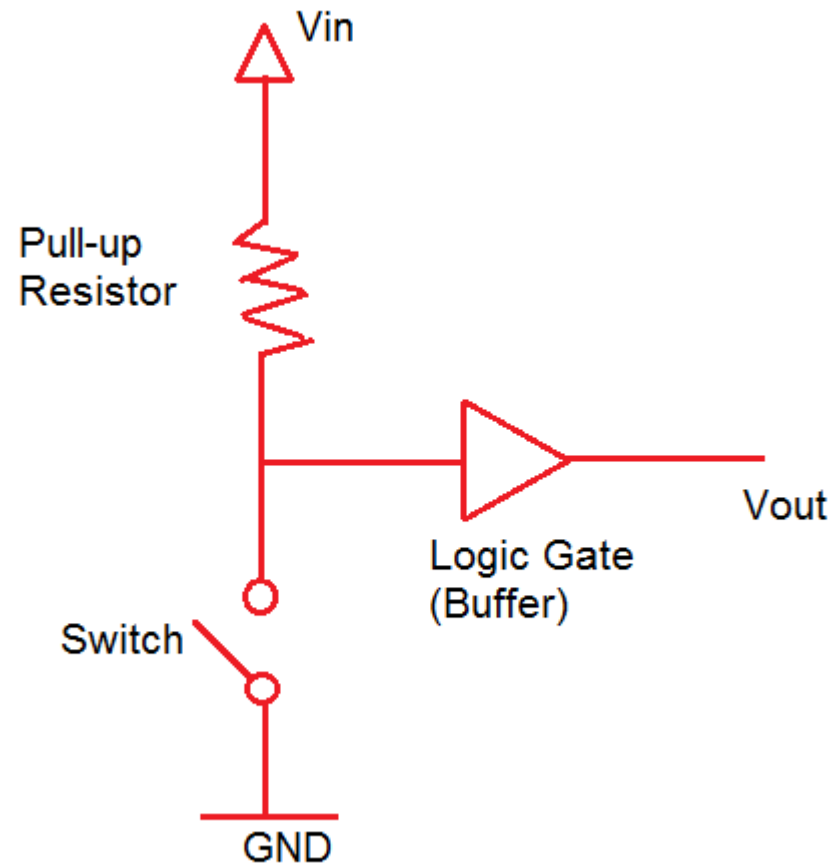 Vin
Pull-up
Resistor
Vout
Logic Gate
(Buffer)
Switch
GND